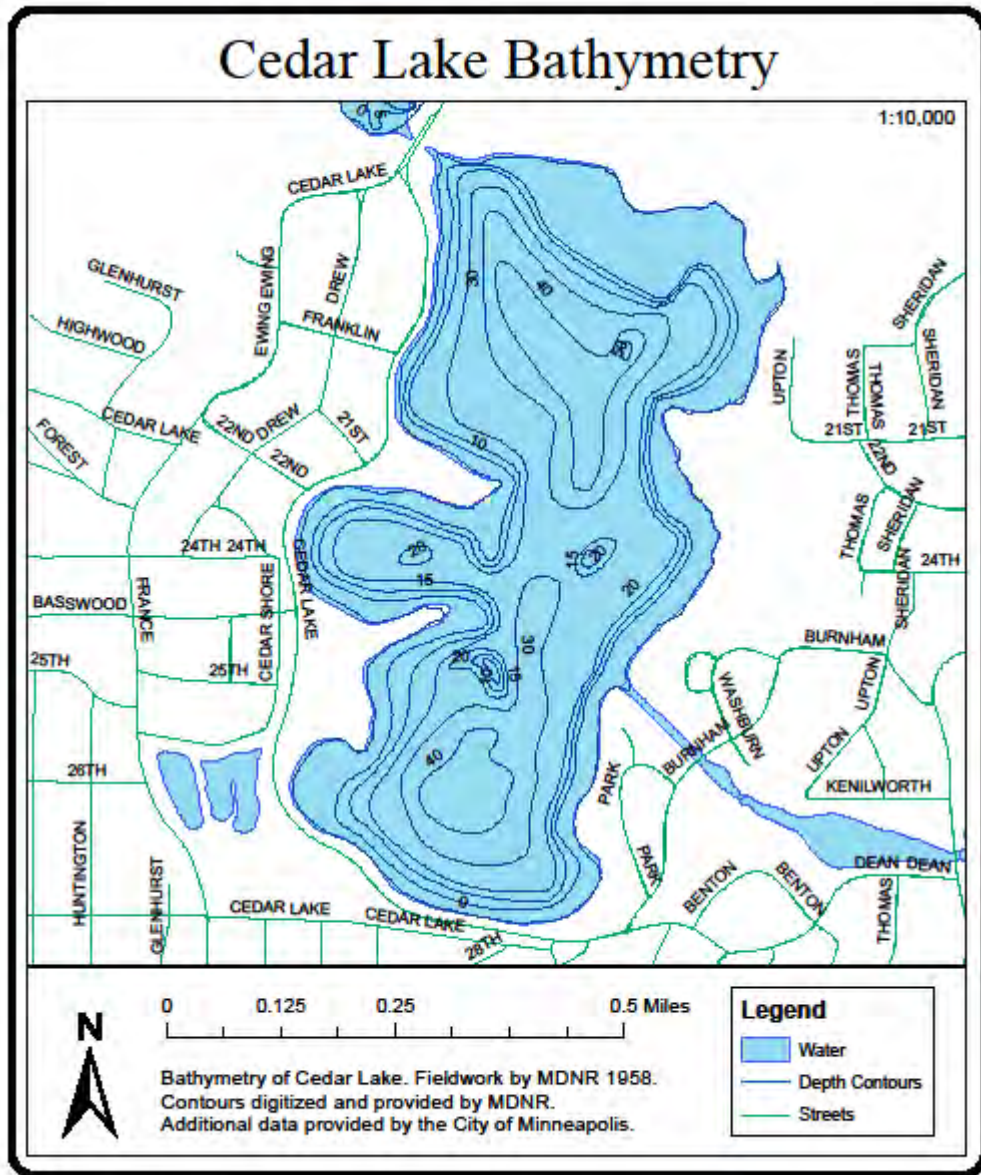 Cedar Lake Bathymetry
1:10,000
0
5
CEDAR LAKE
GLENHURST
HIGHWOOD
EWING EWING
DREW
FRANKLIN
30
40
UPTON
THOMAS
THOMAS
SHERIDAN
SHERIDAN
CEDAR LAKE
22ND
DREW
21ST
22ND
FOREST
10
21ST
21ST
22ND
THOMAS
SHERIDAN
24TH 24TH
20
15
20
15
20
24TH
BASSWOOD
FRANCE
CEDAR SHORE
CEDAR LAKE
SHERIDAN
30
BURNHAM
25TH
25TH
20
15
WASHBURN
UPTON
BURNHAM
UPTON
26TH
40
PARK
KENILWORTH
HUNTINGTON
GLENHURST
PARK
DEAN DEAN
BENTON
BENTON
THOMAS
0
CEDAR LAKE
CEDAR LAKE
28TH
N
0 0.125 0.25 0.5 Miles
Bathymetry of Cedar Lake. Fieldwork by MDNR 1958.
Contours digitized and provided by MDNR.
Additional data provided by the City of Minneapolis.
Legend
Water
Depth Contours
Streets